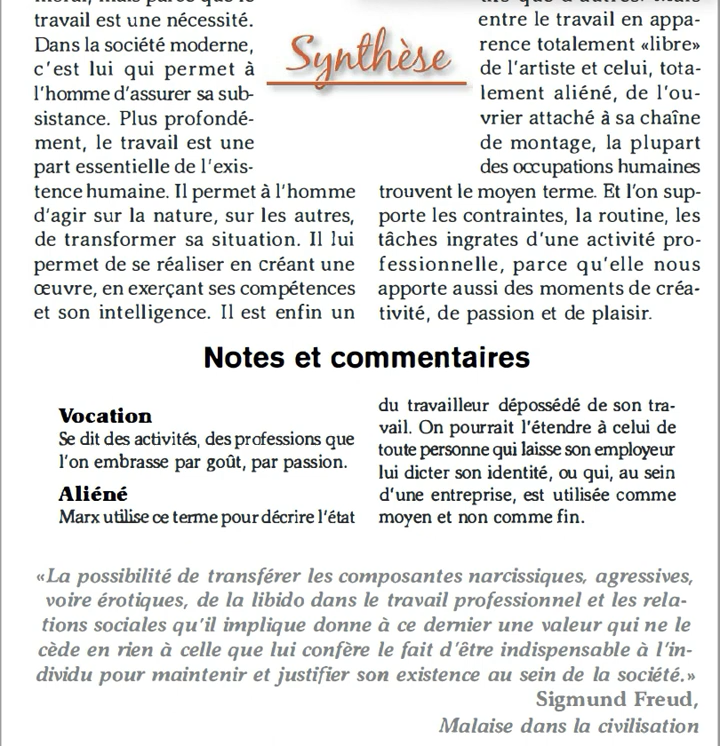 travail est une nécessité.
Dans la société moderne,
c'est lui qui permet à
l'homme d'assurer sa sub-
sistance. Plus profondé-
ment, le travail est une
part essentielle de l'exis-
tence humaine. Il permet à l'homme
d'agir sur la nature, sur les autres,
de transformer sa situation. Il lui
permet de se réaliser en créant une
œuvre, en exerçant ses compétences
et son intelligence. Il est enfin un
Synthèse
entre le travail en appa-
rence totalement «libre»
de l'artiste et celui, tota-
lement aliéné, de l'ou-
vrier attaché à sa chaîne
de montage, la plupart
des occupations humaines
trouvent le moyen terme. Et l'on sup-
porte les contraintes, la routine, les
tâches ingrates d'une activité pro-
fessionnelle, parce qu'elle nous
apporte aussi des moments de créa-
tivité, de passion et de plaisir.
Notes et commentaires
Vocation
Se dit des activités, des professions que
l'on embrasse par goût, par passion.
Aliéné
Marx utilise ce terme pour décrire l'état
du travailleur dépossédé de son tra-
vail. On pourrait l'étendre à celui de
toute personne qui laisse son employeur
lui dicter son identité, ou qui, au sein
d'une entreprise, est utilisée comme
moyen et non comme fin.
«La possibilité de transférer les composantes narcissiques, agressives,
voire érotiques, de la libido dans le travail professionnel et les rela-
tions sociales qu'il implique donne à ce dernier une valeur qui ne le
cède en rien à celle que lui confère le fait d'être indispensable à l'in-
dividu pour maintenir et justifier son existence au sein de la société.»
Sigmund Freud,
Malaise dans la civilisation